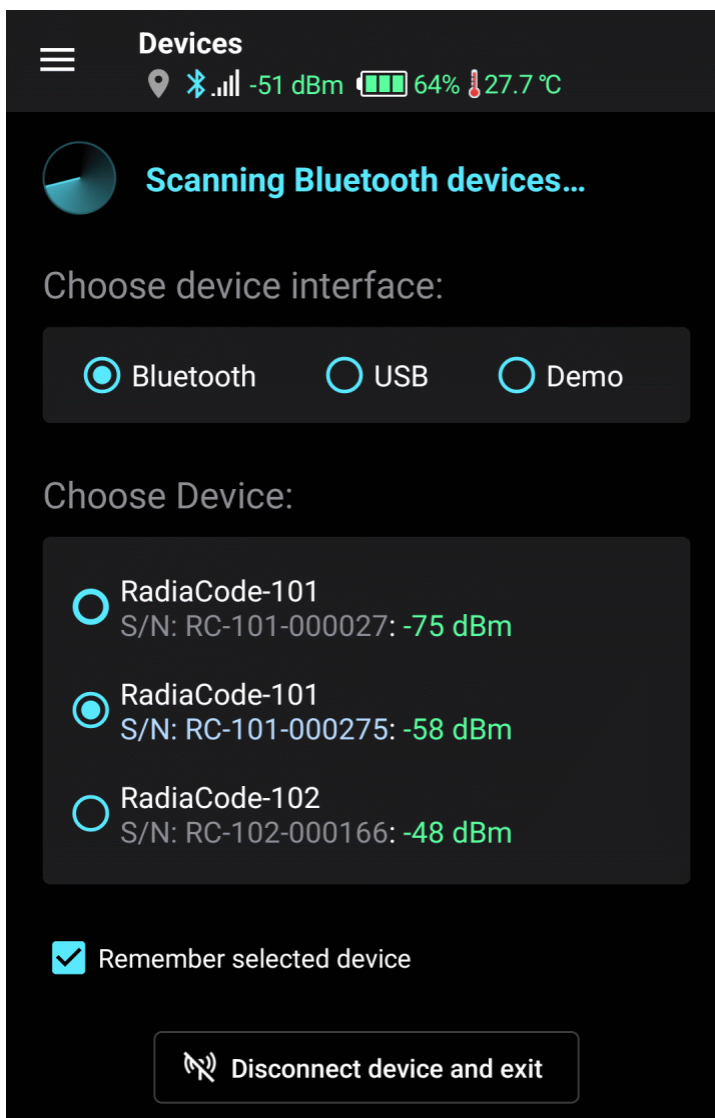 Devices
-51 dBm 64% 27.7 ℃
Scanning Bluetooth devices...
Choose device interface:
Bluetooth USB Demo
Choose Device:
RadiaCode-101
S/N: RC-101-000027: -75 dBm
RadiaCode-101
S/N: RC-101-000275: -58 dBm
RadiaCode-102
S/N: RC-102-000166: -48 dBm
Remember selected device
Disconnect device and exit